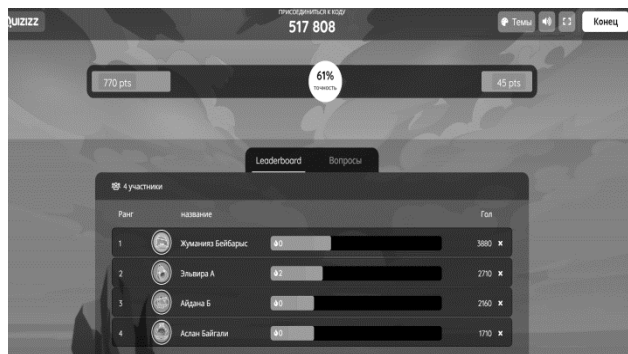 QUIZIZZ
ПРИСОЕДИНИТЬСЯ К КОДУ
517 808
Темы
Конец
770 pts
61%
точность
45 pts
Leaderboard Вопросы
4 участники
Ранг название Гол
1 Жуманияз Бейбарыс 0 3880
2 Эльвира А 2 2710
3 Айдана Б 0 2160
4 Аслан Байгали 0 1710